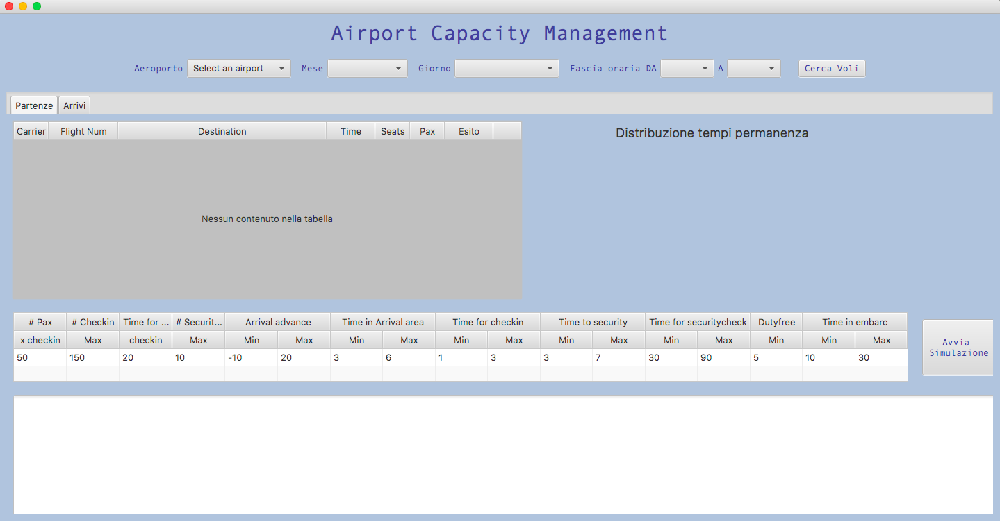 Airport Capacity Management
Aeroporto Select an airport Mese Giorno Fascia oraria DA A Cerca Voli
Partenze Arrivi
Carrier Flight Num Destination Time Seats Pax Esito
Distribuzione tempi permanenza
Nessun contenuto nella tabella
# Pax # Checkin Time for ... # Securit... Arrival advance Time in Arrival area Time for checkin Time to security Time for securitycheck Dutyfree Time in embarc
x checkin Max checkin Max Min Max Min Max Min Max Min Max Min Max Min Min Max
50 150 20 10 -10 20 3 6 1 3 3 7 30 90 5 10 30
Avvia
Simulazione